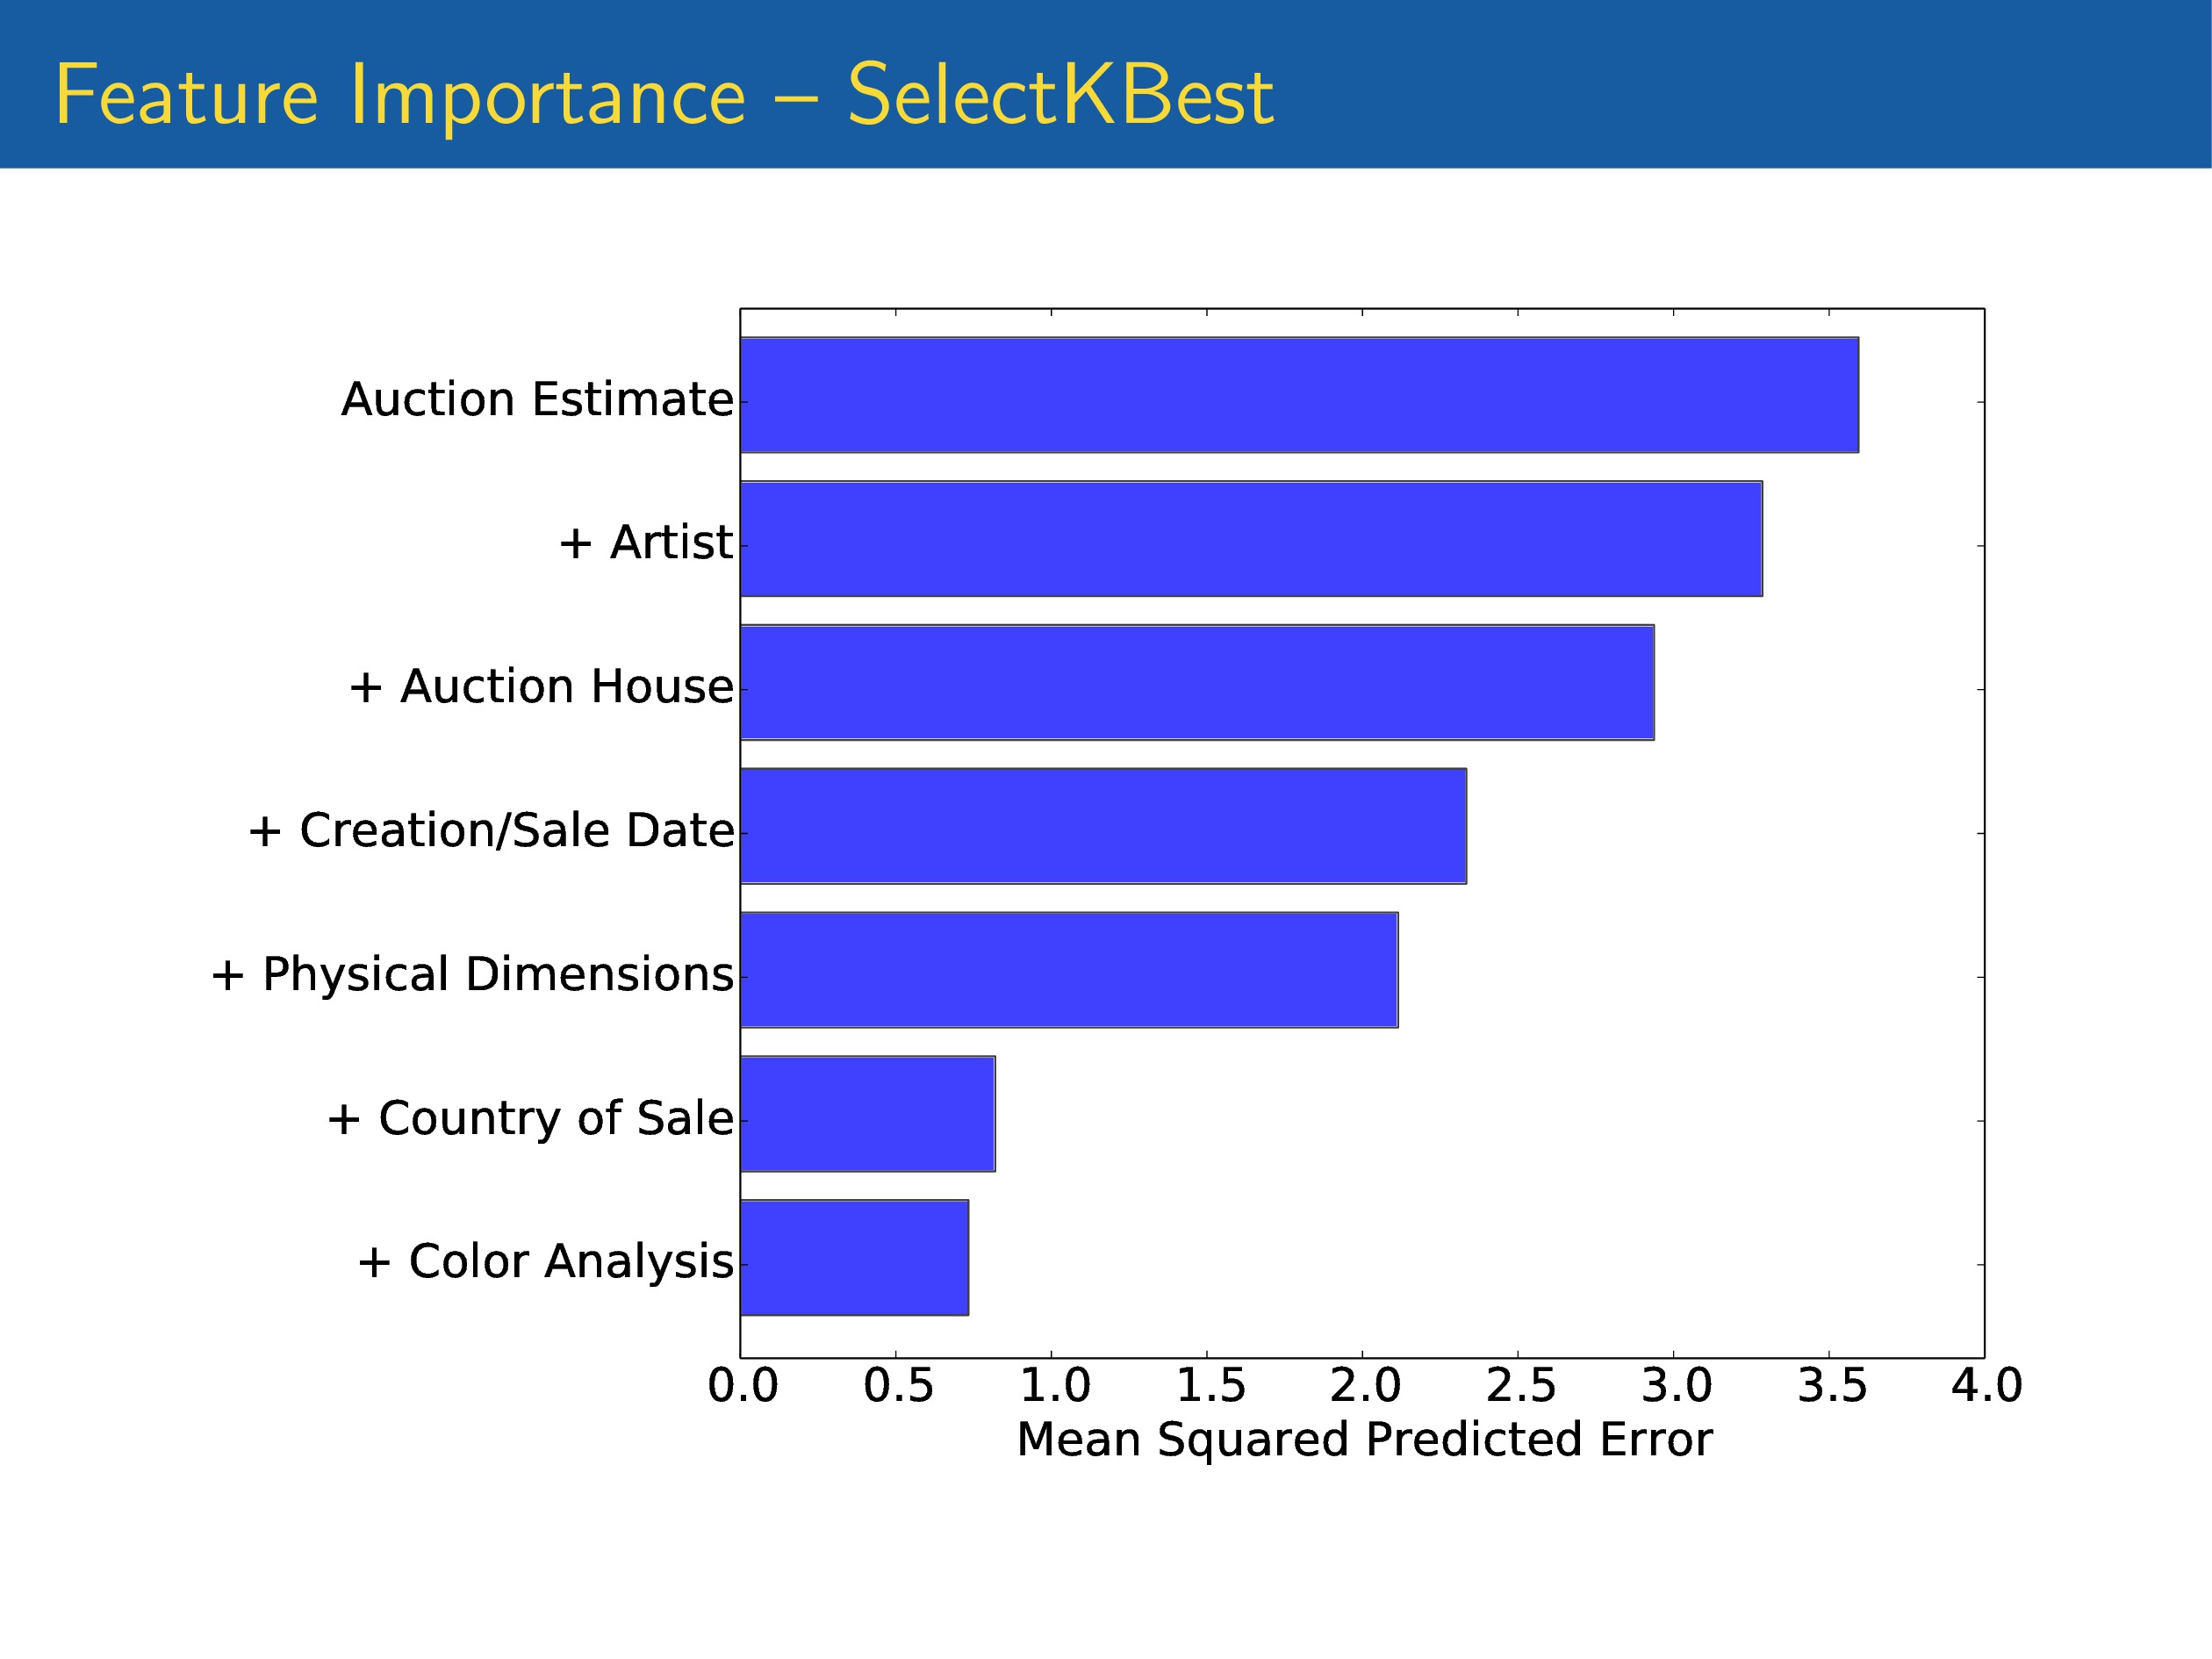 Feature Importance – SelectKBest
Auction Estimate
+ Artist
+ Auction House
+ Creation/Sale Date
+ Physical Dimensions
+ Country of Sale
+ Color Analysis
0.0 0.5 1.0 1.5 2.0 2.5 3.0 3.5 4.0
Mean Squared Predicted Error